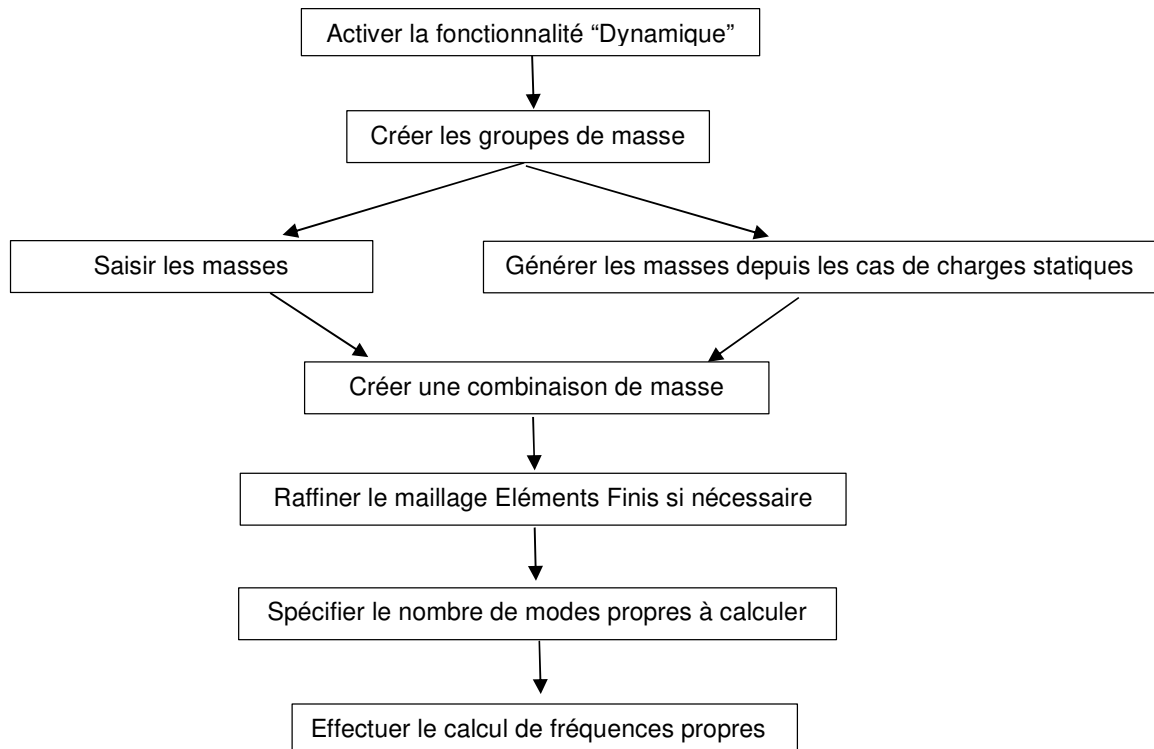 Activer la fonctionnalité “Dynamique”
Créer les groupes de masse
Saisir les masses
Générer les masses depuis les cas de charges statiques
Créer une combinaison de masse
Raffiner le maillage Eléments Finis si nécessaire
Spécifier le nombre de modes propres à calculer
Effectuer le calcul de fréquences propres